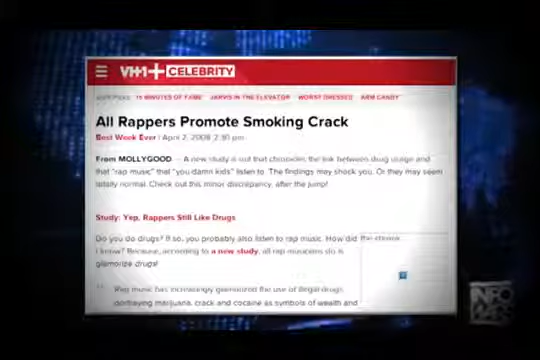 VH1+ CELEBRITY
15 MINUTES OF FAME JARVIS IN THE ELEVATOR WORST DRESSED ARM CANDY
All Rappers Promote Smoking Crack
Best Week Ever | April 2, 2008 2:30 pm
From MOLLYGOOD — A new study is out that chronicles the link between drug usage and
that "rap music" that "you damn kids" listen to. The findings may shock you. Or they may seem
totally normal. Check out this minor discrepancy, after the jump!
Study: Yep, Rappers Still Like Drugs
Do you do drugs? If so, you probably also listen to rap music. How did
I know? Because, according to a new study, all rap musicians do is
glamorize drugs!
Rap music has increasingly glamorized the use of illegal drugs,
portraying marijuana, crack and cocaine as symbols of wealth and
INFO
WARS